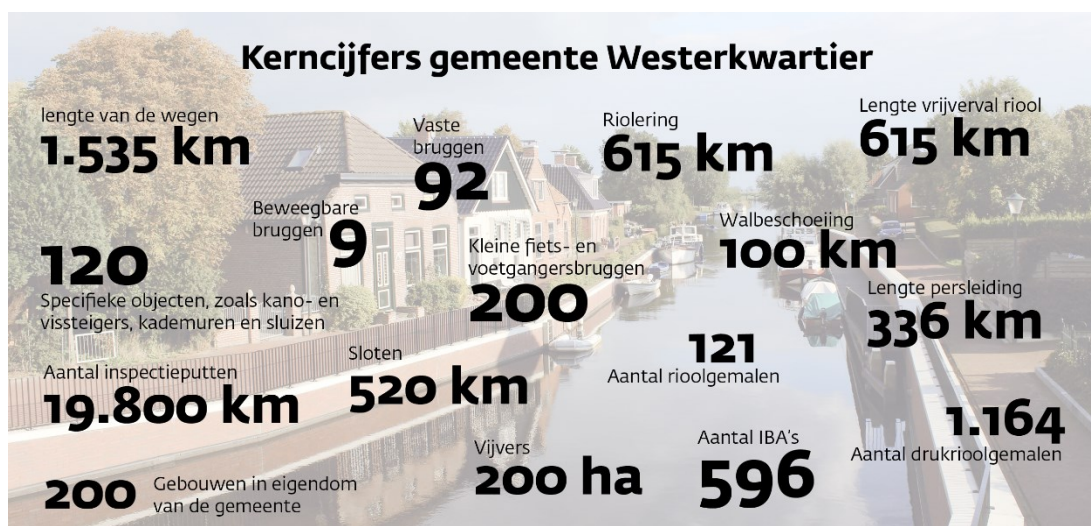 Kerncijfers gemeente Westerkwartier
lengte van de wegen
1.535 km
Vaste
bruggen
92
Riolering
615 km
Lengte vrijverval riool
615 km
Beweegbare
bruggen 9
Walbeschoeiing
100 km
120
Specifieke objecten, zoals kano- en
vissteigers, kademuren en sluizen
Kleine fiets- en
voetgangersbruggen
200
Lengte persleiding
336 km
Aantal inspectieputten
19.800 km
Sloten
520 km
121
Aantal rioolgemalen
1.164
Aantal drukrioolgemalen
200 Gebouwen in eigendom
van de gemeente
Vijvers
200 ha
Aantal IBA's
596